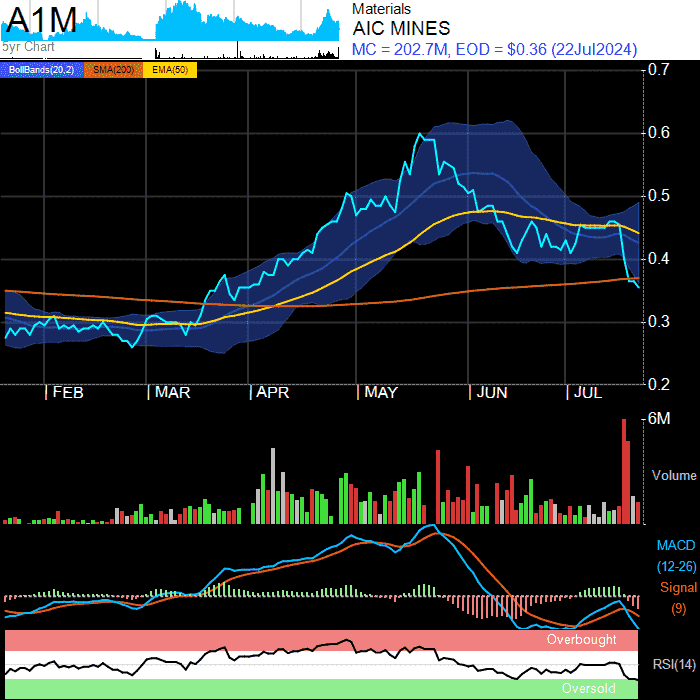 A1M
5yr Chart
Materials
AIC MINES
MC = 202.7M, EOD = $0.36 (22Jul2024)
BollBands(20,2) SMA(200) EMA(50)
0.7
0.6
0.5
0.4
0.3
0.2
FEB MAR APR MAY JUN JUL
6M
Volume
MACD
(12-26)
Signal
(9)
Overbought
RSI(14)
Oversold